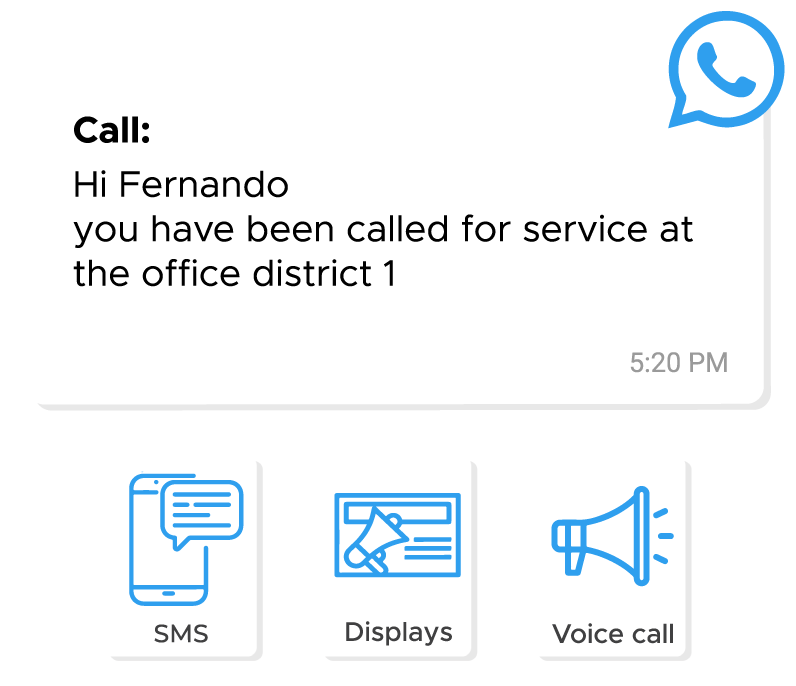 Call:
Hi Fernando
you have been called for service at
the office district 1
5:20 PM
SMS
Displays
Voice call